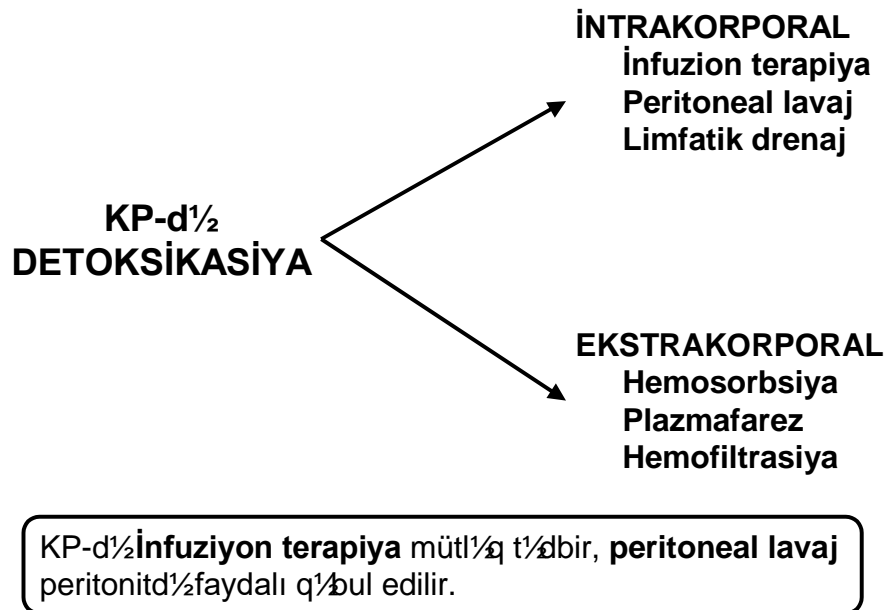 İNTRAKORPORAL
İnfuzion terapiya
Peritoneal lavaj
Limfatik drenaj
KP-d½
DETOKSİKASİYA
EKSTRAKORPORAL
Hemosorbsiya
Plazmafarez
Hemofiltrasiya
KP-d½İnfuziyon terapiya mütl½q t½dbir, peritoneal lavaj
peritonitd½faydalı q½bul edilir.